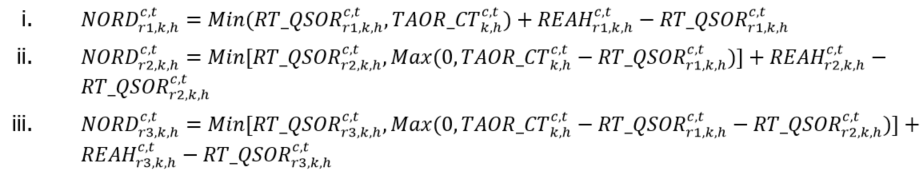 i. NORD^{c,t}_{r1,k,h} = Min(RT_QSOR^{c,t}_{r1,k,h}, TAOR_CT^{c,t}_{k,h}) + REAH^{c,t}_{r1,k,h} − RT_QSOR^{c,t}_{r1,k,h}
ii. NORD^{c,t}_{r2,k,h} = Min[RT_QSOR^{c,t}_{r2,k,h}, Max(0, TAOR_CT^{c,t}_{k,h} − RT_QSOR^{c,t}_{r1,k,h})] + REAH^{c,t}_{r2,k,h} −
RT_QSOR^{c,t}_{r2,k,h}
iii. NORD^{c,t}_{r3,k,h} = Min[RT_QSOR^{c,t}_{r3,k,h}, Max(0, TAOR_CT^{c,t}_{k,h} − RT_QSOR^{c,t}_{r1,k,h} − RT_QSOR^{c,t}_{r2,k,h})] +
REAH^{c,t}_{r3,k,h} − RT_QSOR^{c,t}_{r3,k,h}